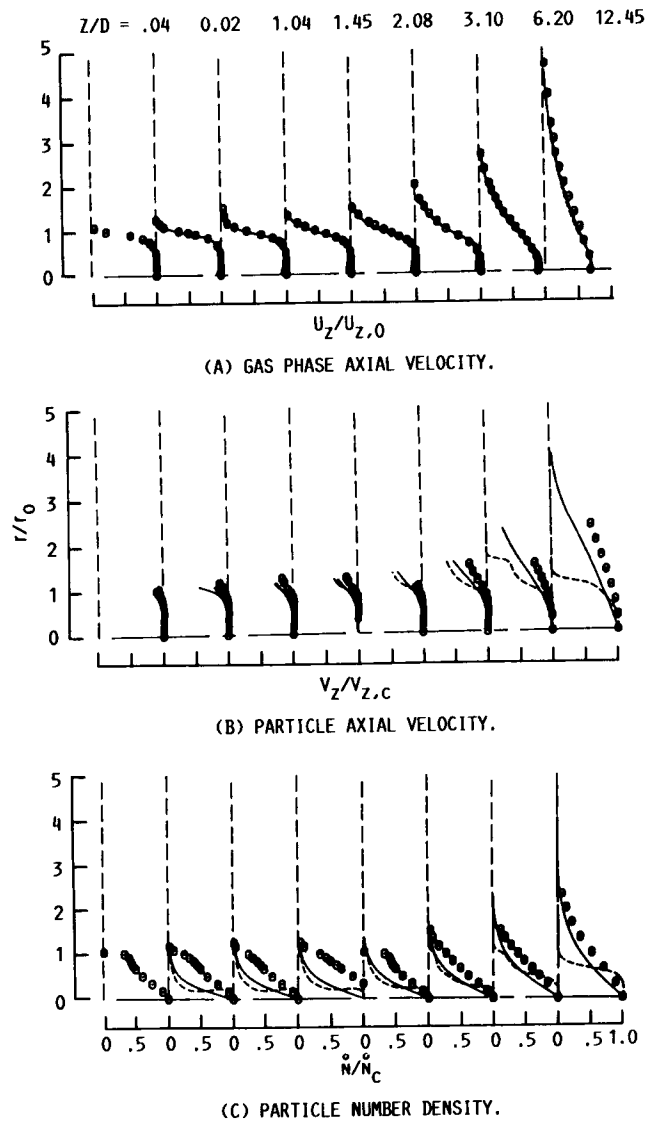 Z/D = .04 0.02 1.04 1.45 2.08 3.10 6.20 12.45
5
4
3
2
1
0
U_Z/U_Z,O
(A) GAS PHASE AXIAL VELOCITY.
5
4
3
2
1
0
r/r_O
V_Z/V_Z,C
(B) PARTICLE AXIAL VELOCITY.
5
4
3
2
1
0
0 .5 0 .5 0 .5 0 .5 0 .5 0 .5 0 .5 0 .5 1.0
N̊/N̊_C
(C) PARTICLE NUMBER DENSITY.